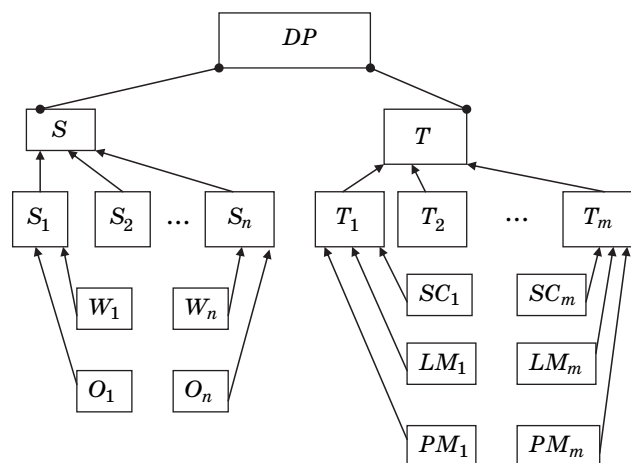 DP
S T
S₁ S₂ ... Sₙ T₁ T₂ ... Tₘ
W₁ Wₙ SC₁ SCₘ
O₁ Oₙ LM₁ LMₘ
PM₁ PMₘ